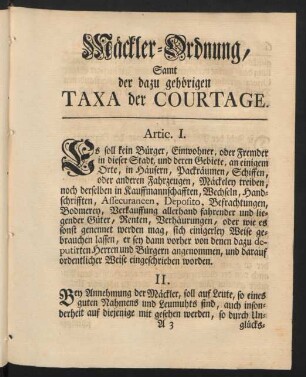 Mäckler-Ordnung,
Samt
der dazu gehörigen
TAXA der COURTAGE.
Artic. I.
Es soll kein Bürger, Einwohner, oder Frembder
in dieser Stadt, und deren Gebiete, an einigem
Orte, in Häusern, Packräumen, Schiffen,
oder anderen Fahrzeugen, Mäckeley treiben,
noch derselben in Kauffmannschafften, Wechseln, Hand-
schrifften, Assecurancen, Deposito, Befrachtungen,
Bodmerey, Verkauffung allerhand fahrender und lie-
gender Güter, Renten, Verhäurungen, oder wie es
sonst genennet werden mag, sich einigerley Weise ge-
brauchen lassen, er sey dann vorher von denen dazu de-
putirten Herren und Bürgern angenommen, und darauf
ordentlicher Weise eingeschrieben worden.
II.
Bey Annehmung der Mäckler, soll auf Leute, so eines
guten Nahmens und Leumuhts sind, auch inson-
derheit auf diejenige mit gesehen werden, so durch Un-
A 3 glücks-